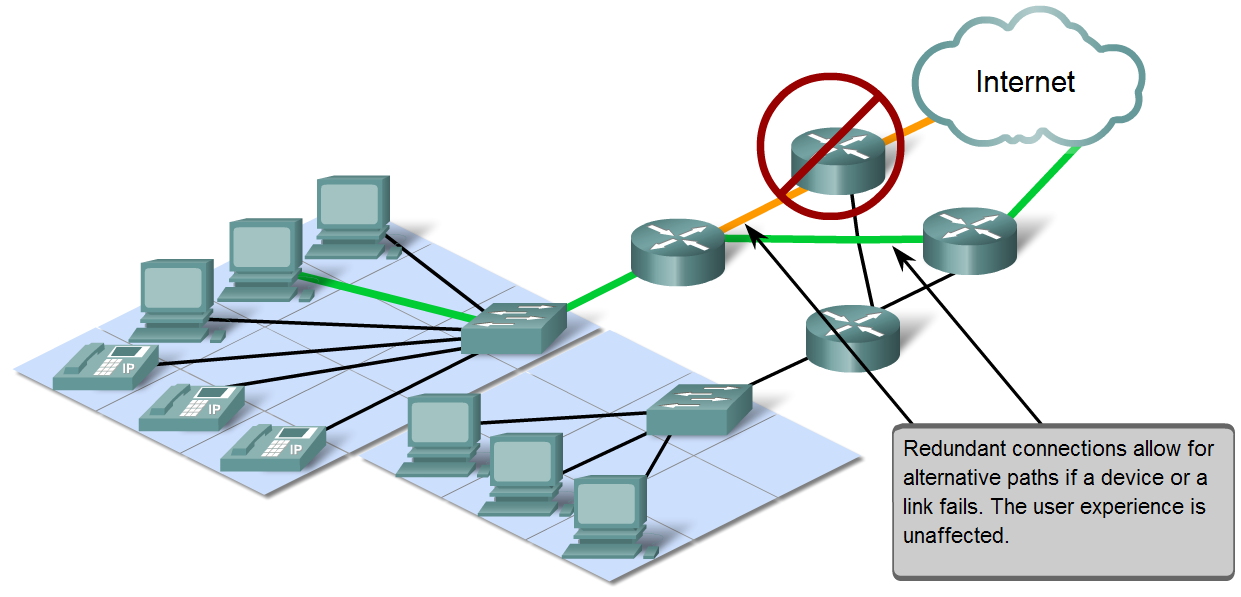 Internet
IP
IP
IP
Redundant connections allow for
alternative paths if a device or a
link fails. The user experience is
unaffected.